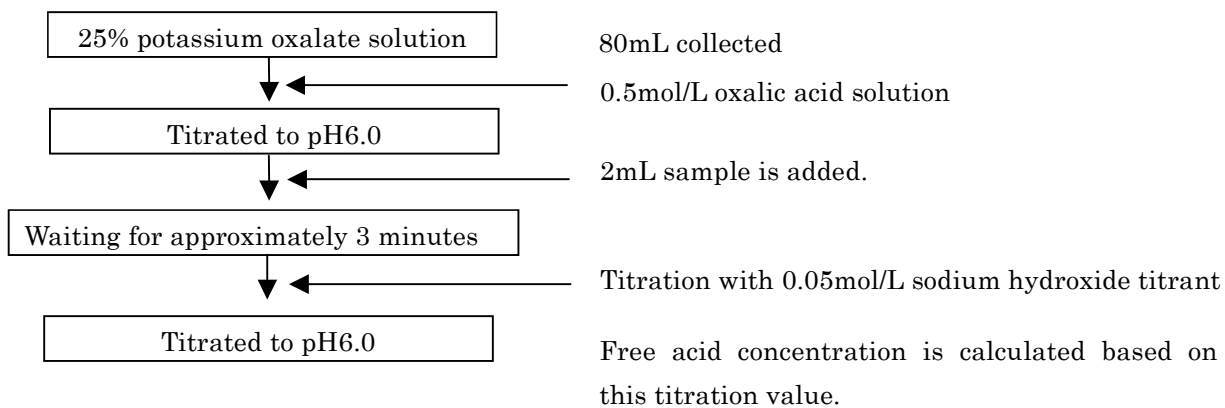 25% potassium oxalate solution
80mL collected
0.5mol/L oxalic acid solution
Titrated to pH6.0
2mL sample is added.
Waiting for approximately 3 minutes
Titration with 0.05mol/L sodium hydroxide titrant
Titrated to pH6.0
Free acid concentration is calculated based on
this titration value.